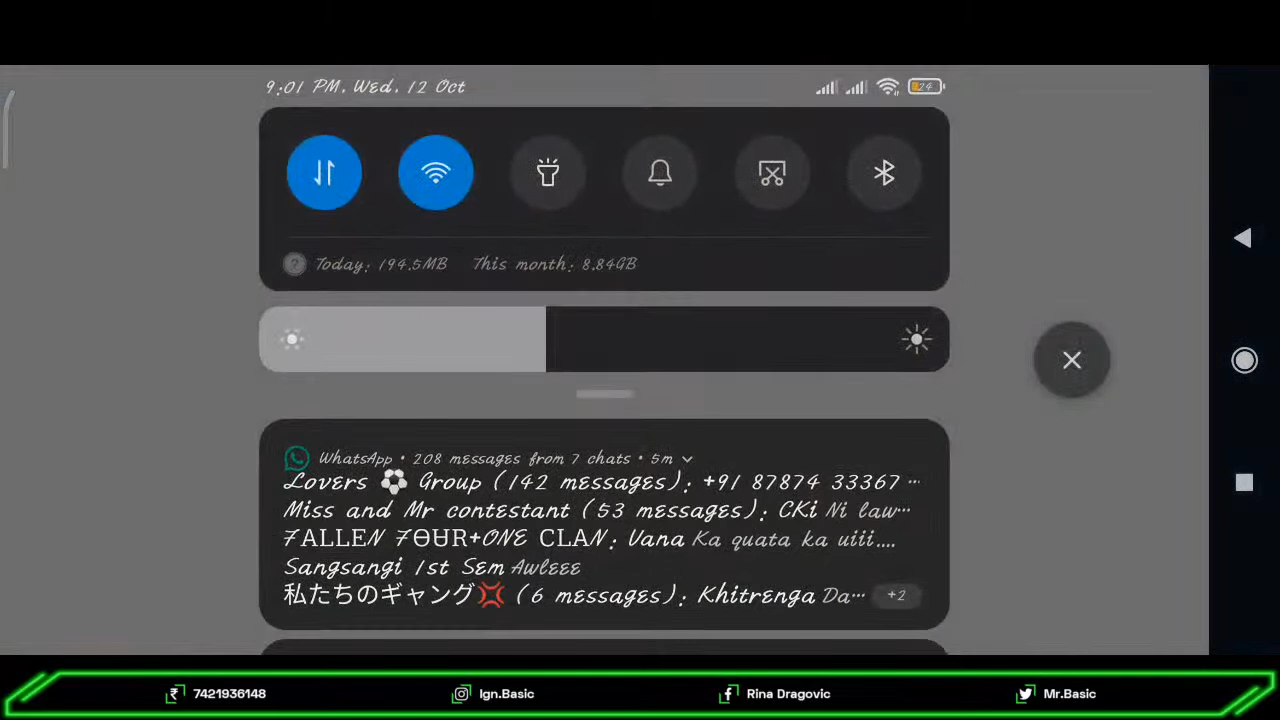 9:01 PM, Wed, 12 Oct
24
Today: 194.5MB This month: 8.84GB
WhatsApp • 208 messages from 7 chats • 5m
Lovers ⚽ Group (142 messages): +91 87874 33367 ...
Miss and Mr contestant (53 messages): CKi Ni law...
7ALLEN 7ӨɄR+ONE CLAN: Vana Ka quata ka uiii....
Sangsangi 1st Sem Awleee
私たちのギャング💢 (6 messages): Khitrenga Da... +2
₹ 7421936148 Ign.Basic Rina Dragovic Mr.Basic